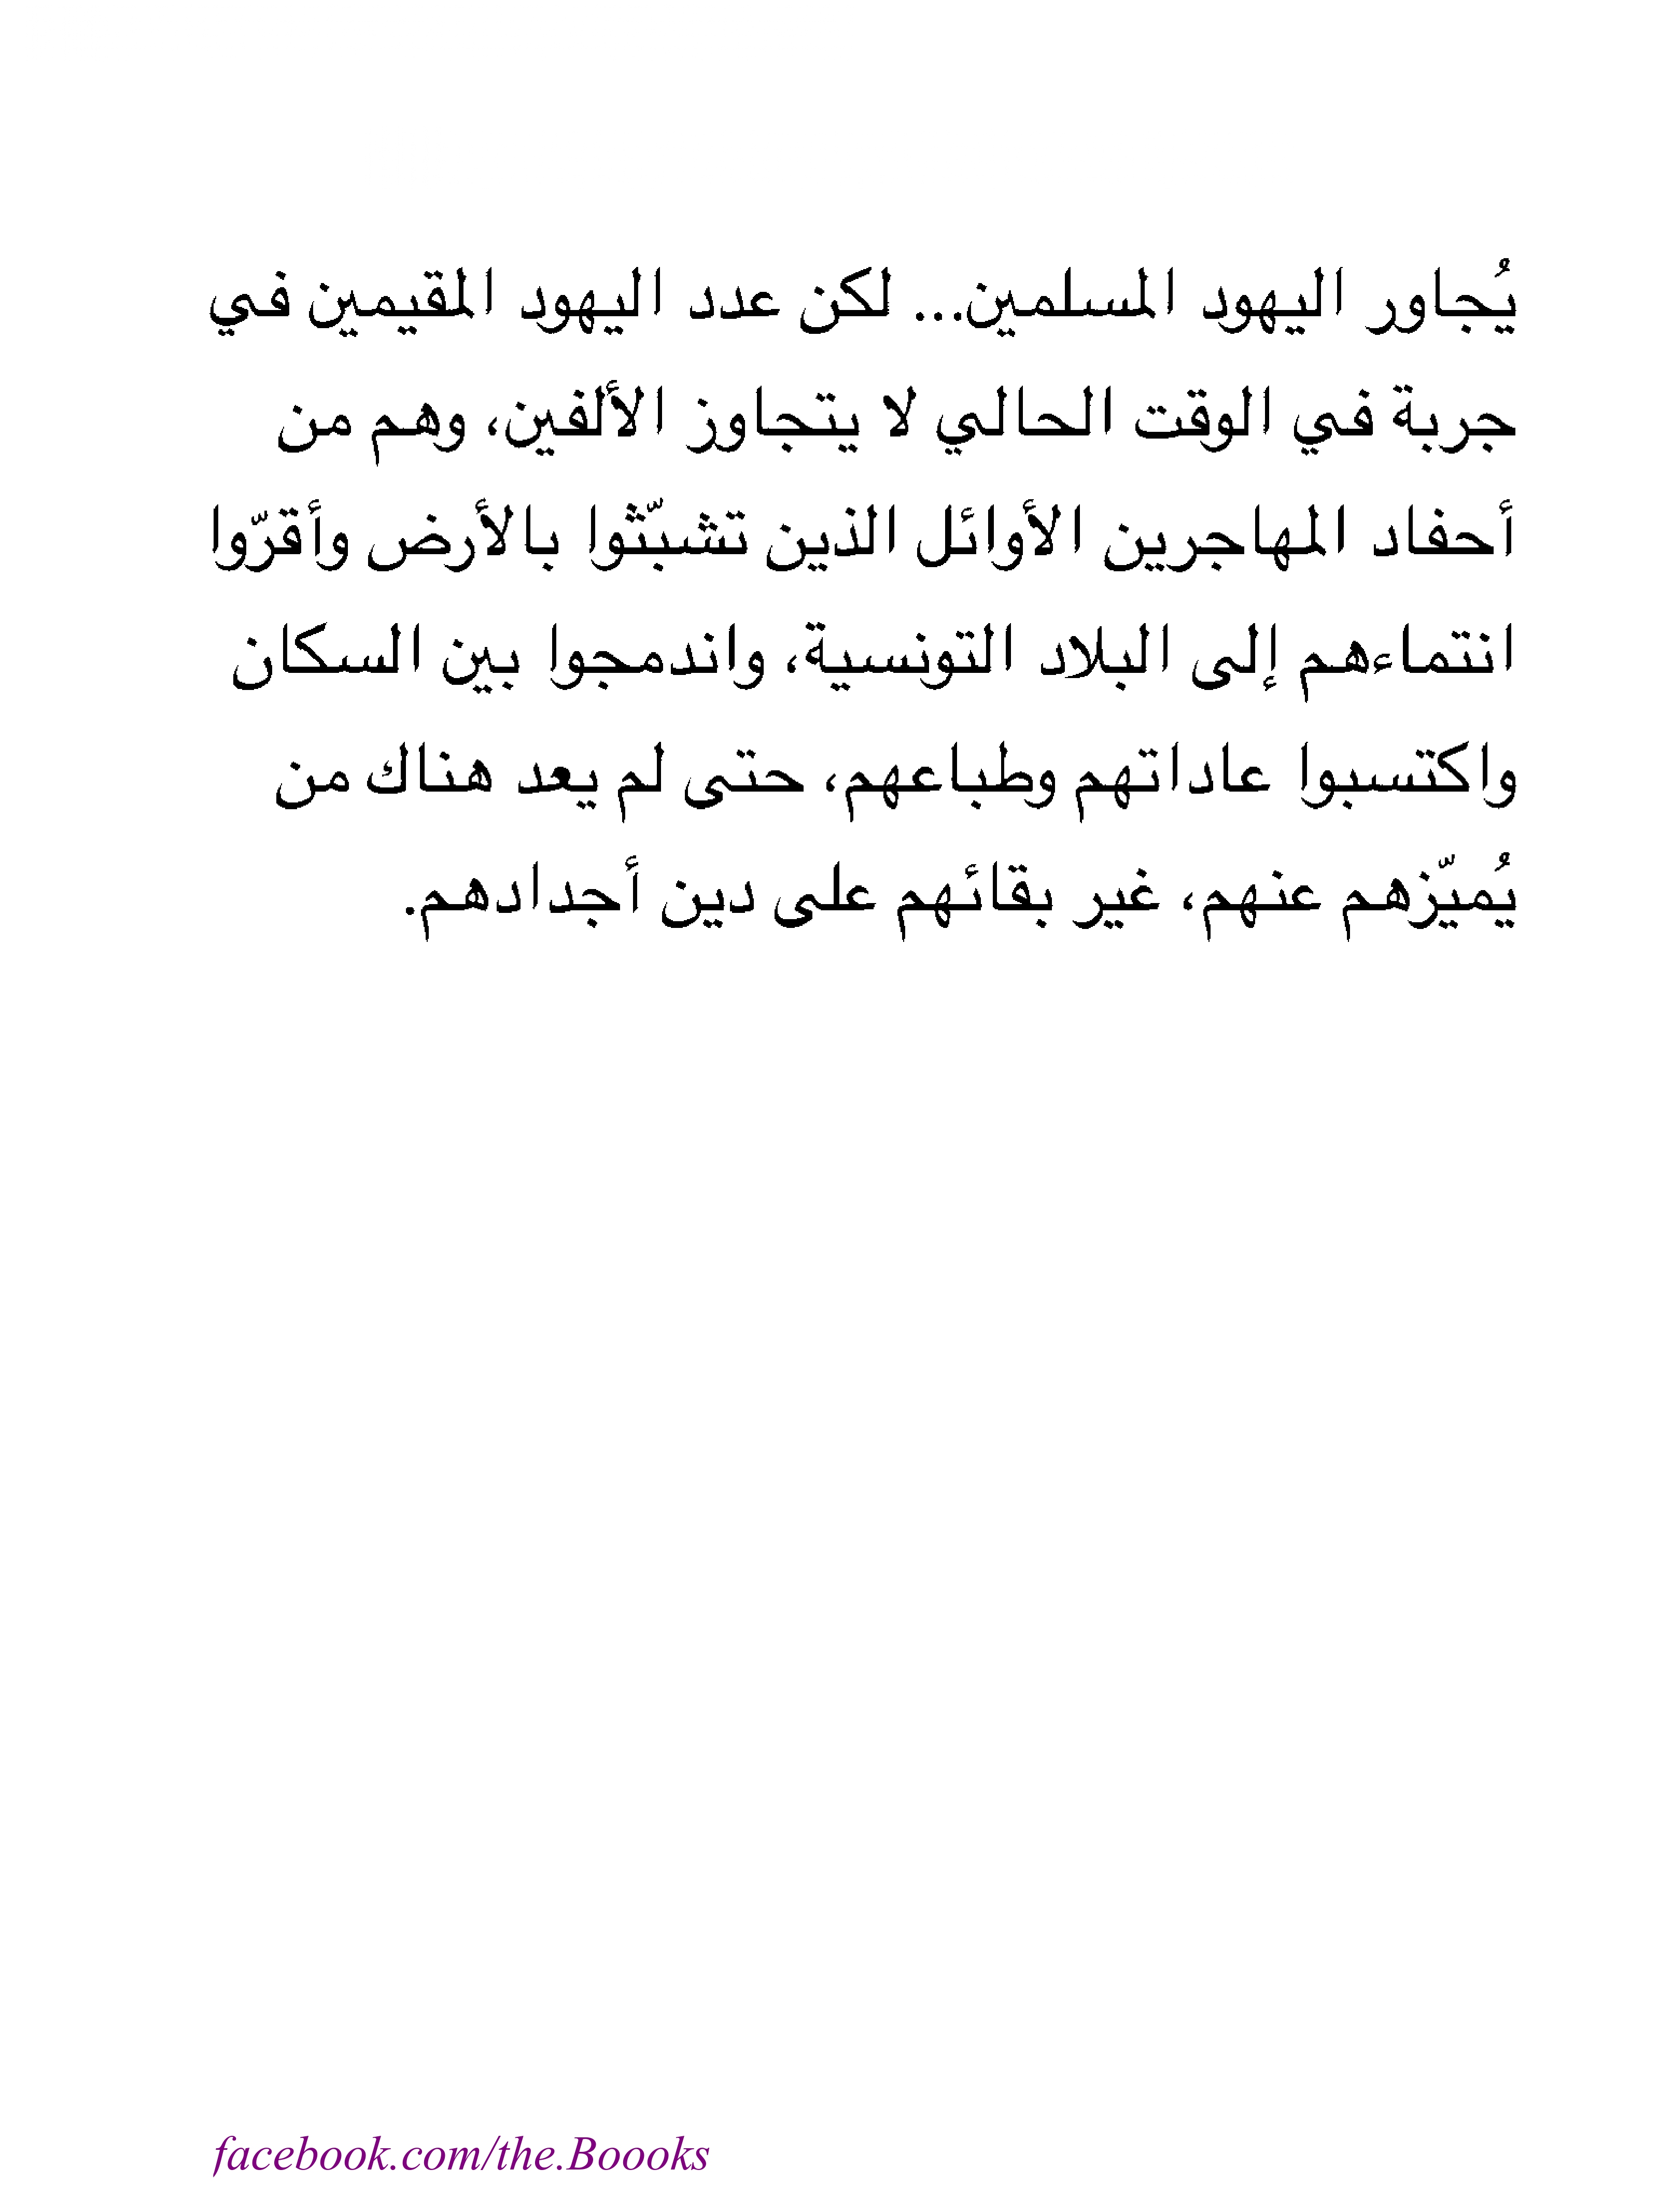 يُجاور اليهود المسلمين... لكن عدد اليهود المقيمين في
جربة في الوقت الحالي لا يتجاوز الألفين، وهم من
أحفاد المهاجرين الأوائل الذين تشبّثوا بالأرض وأقرّوا
انتماءهم إلى البلاد التونسية، واندمجوا بين السكان
واكتسبوا عاداتهم وطباعهم، حتى لم يعد هناك من
يُميّزهم عنهم، غير بقائهم على دين أجدادهم.
facebook.com/the.Boooks